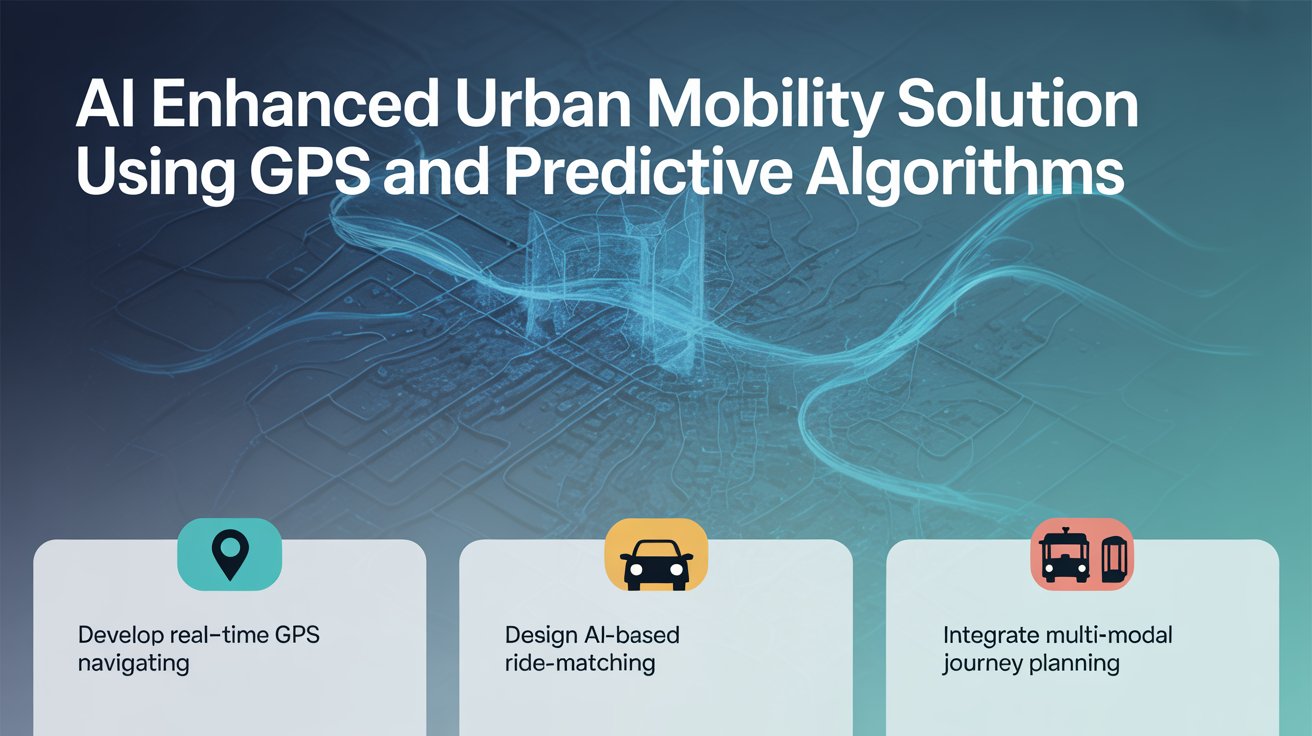 AI Enhanced Urban Mobility Solution
Using GPS and Predictive Algorithms
Develop real-time GPS
navigating
Design AI-based
ride-matching
Integrate multi-modal
journey planning